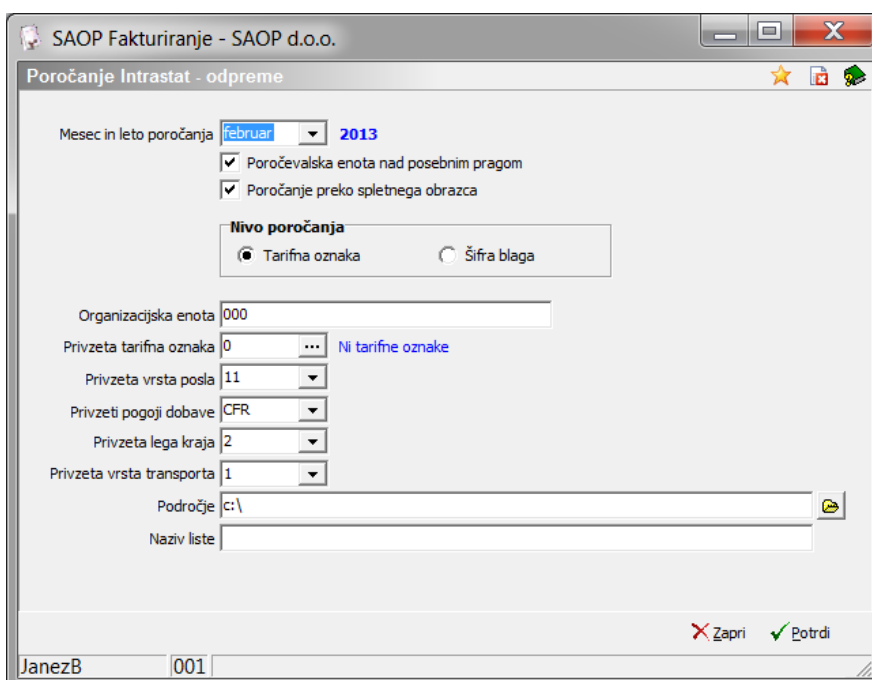 SAOP Fakturiranje - SAOP d.o.o.
Poročanje Intrastat - odpreme
Mesec in leto poročanja februar 2013
Poročevalska enota nad posebnim pragom
Poročanje preko spletnega obrazca
Nivo poročanja
Tarifna oznaka Šifra blaga
Organizacijska enota 000
Privzeta tarifna oznaka 0 ... Ni tarifne oznake
Privzeta vrsta posla 11
Privzeti pogoji dobave CFR
Privzeta lega kraja 2
Privzeta vrsta transporta 1
Področje c:\
Naziv liste
Zapri Potrdi
JanezB 001